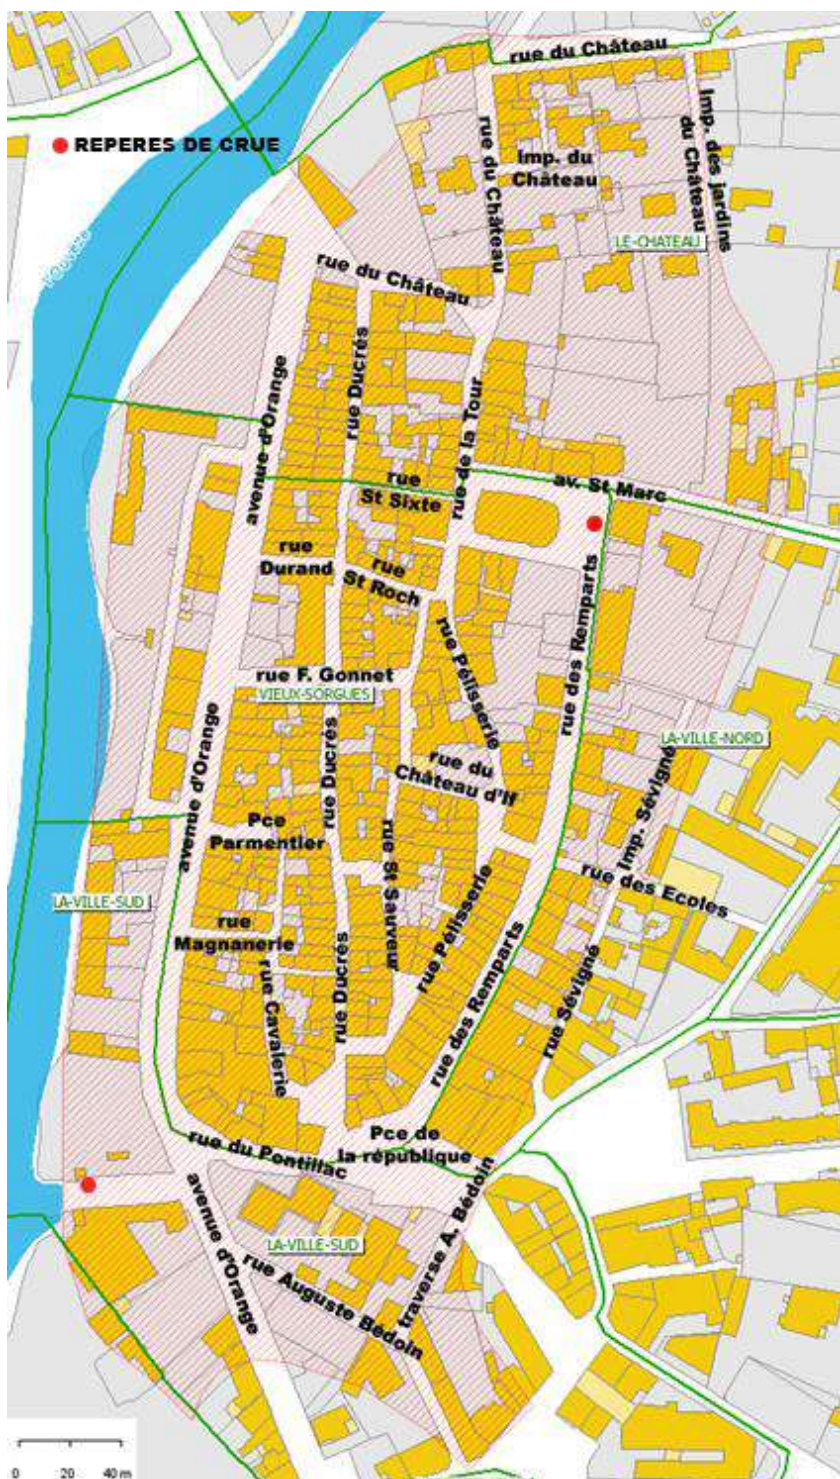 rue du Château
REPERES DE CRUE
rue du Château
Imp. du
Château
Imp. des jardins
du Château
LE-CHATEAU
rue du Château
rue Ducrés
avenue d'Orange
rue de la Tour
rue
St Sixte
av. St Marc
rue
Durand
rue
St Roch
rue des Remparts
rue Pélisserie
rue F. Gonnet
VIEUX-SORGUES
avenue d'Orange
rue Ducrés
rue du
Château d'If
LA-VILLE-NORD
Imp. Sévigné
Pce
Parmentier
rue St Sauveur
rue des Ecoles
LA-VILLE-SUD
rue
Magnanerie
rue Pélisserie
rue Ducrés
rue Cavalerie
rue des Remparts
rue Sévigné
rue du Pontillac
Pce de
la république
avenue d'Orange
LA-VILLE-SUD
rue Auguste Bédoin
traverse A. Bédoin
0 20 40 m